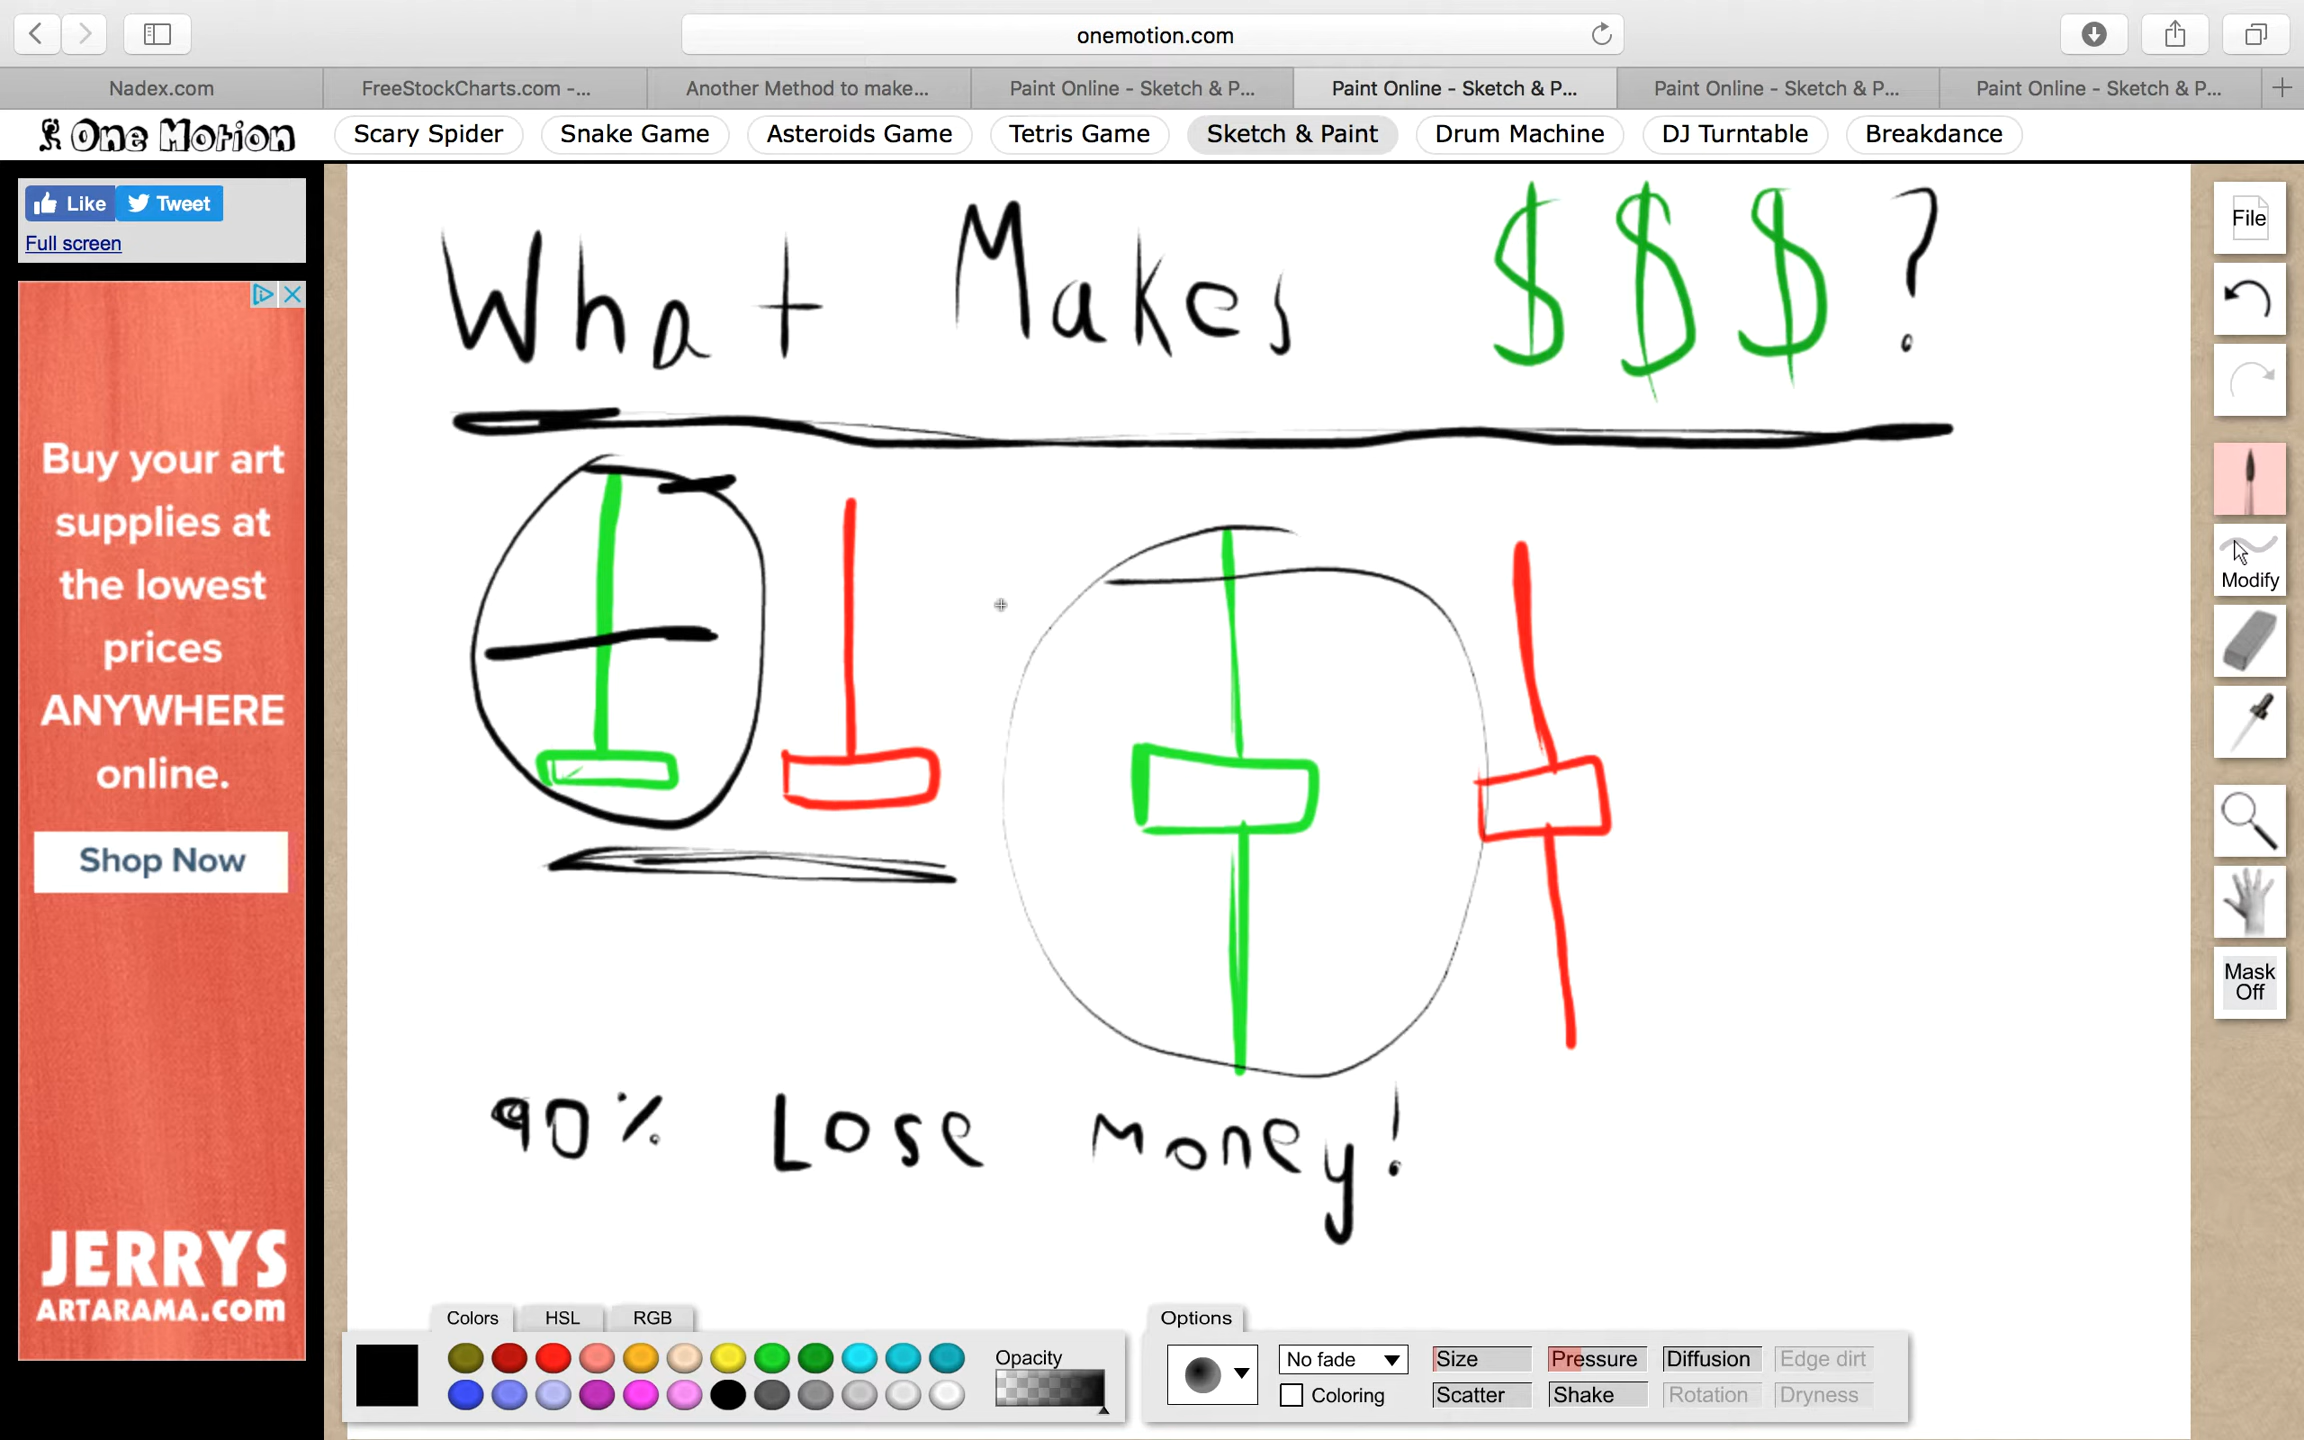 onemotion.com
Nadex.com
FreeStockCharts.com -...
Another Method to make...
Paint Online - Sketch & P...
Paint Online - Sketch & P...
Paint Online - Sketch & P...
Paint Online - Sketch & P...
One Motion
Scary Spider
Snake Game
Asteroids Game
Tetris Game
Sketch & Paint
Drum Machine
DJ Turntable
Breakdance
Like
Tweet
Full screen
What Makes $$$?
Buy your art
supplies at
the lowest
prices
ANYWHERE
online.
Shop Now
JERRYS
ARTARAMA.com
90% Lose Money!
File
Modify
Mask
Off
Colors
HSL
RGB
Opacity
Options
No fade
Coloring
Size
Pressure
Diffusion
Edge dirt
Scatter
Shake
Rotation
Dryness